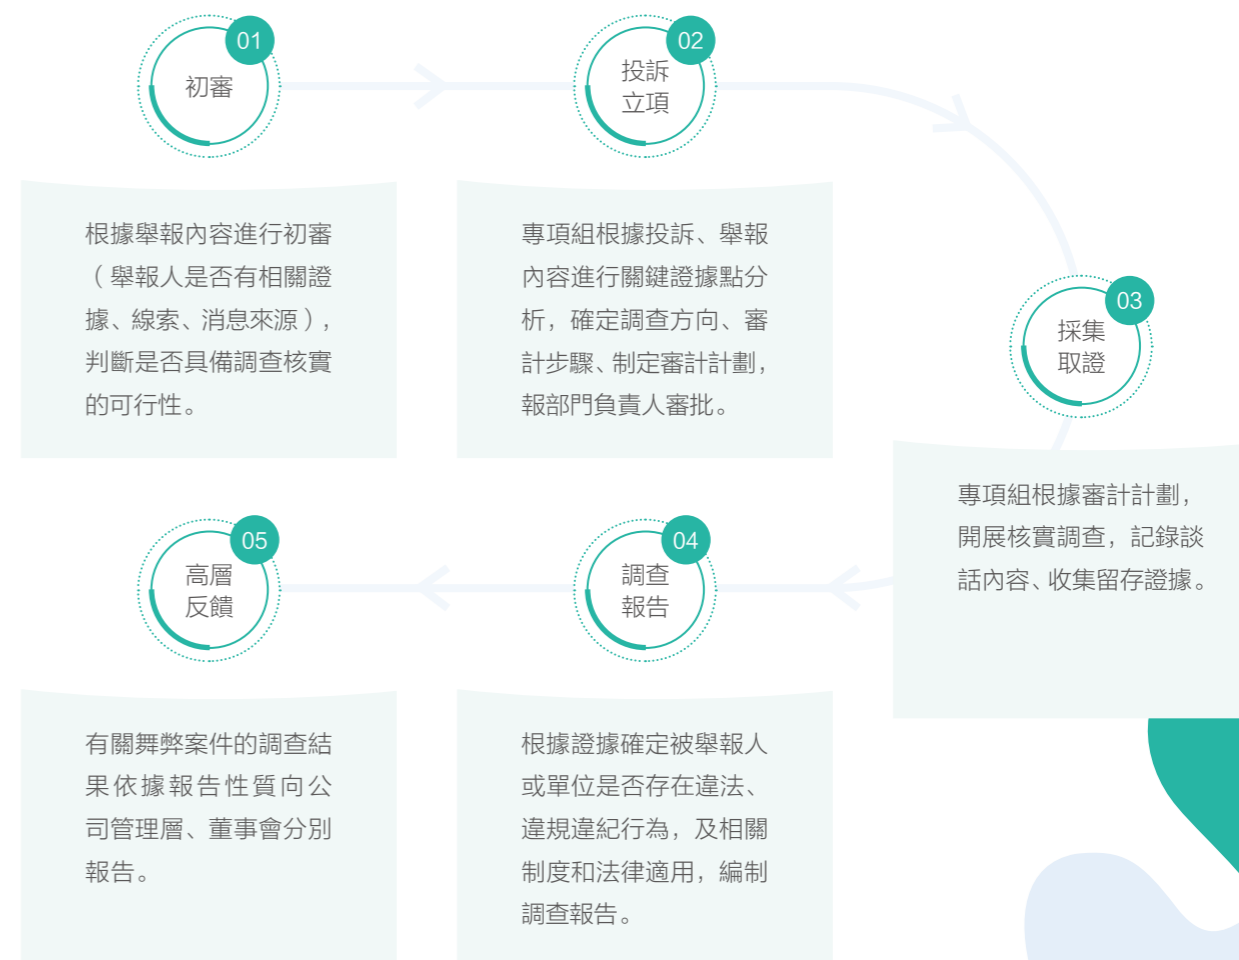 01
初審
根據舉報內容進行初審
（舉報人是否有相關證
據、線索、消息來源），
判斷是否具備調查核實
的可行性。
02
投訴
立項
專項組根據投訴、舉報
內容進行關鍵證據點分
析，確定調查方向、審
計步驟、制定審計計劃，
報部門負責人審批。
03
採集
取證
專項組根據審計計劃，
開展核實調查，記錄談
話內容、收集留存證據。
04
調查
報告
根據證據確定被舉報人
或單位是否存在違法、
違規違紀行為，及相關
制度和法律適用，編制
調查報告。
05
高層
反饋
有關舞弊案件的調查結
果依據報告性質向公
司管理層、董事會分別
報告。